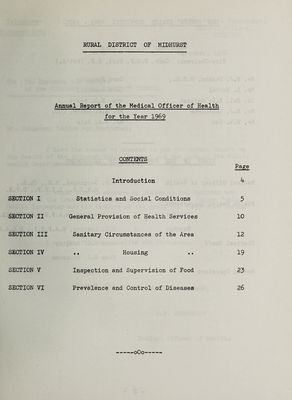 RURAL DISTRICT OF MIDHURST
Annual Report of the Medical Officer of Health
for the Year 1969
CONTENTS
Page
Introduction 4
SECTION I Statistics and Social Conditions 5
SECTION II General Provision of Health Services 10
SECTION III Sanitary Circumstances of the Area 12
SECTION IV .. Housing .. 19
SECTION V Inspection and Supervision of Food 23
SECTION VI Prevalence and Control of Diseases 26
-----oOo-----